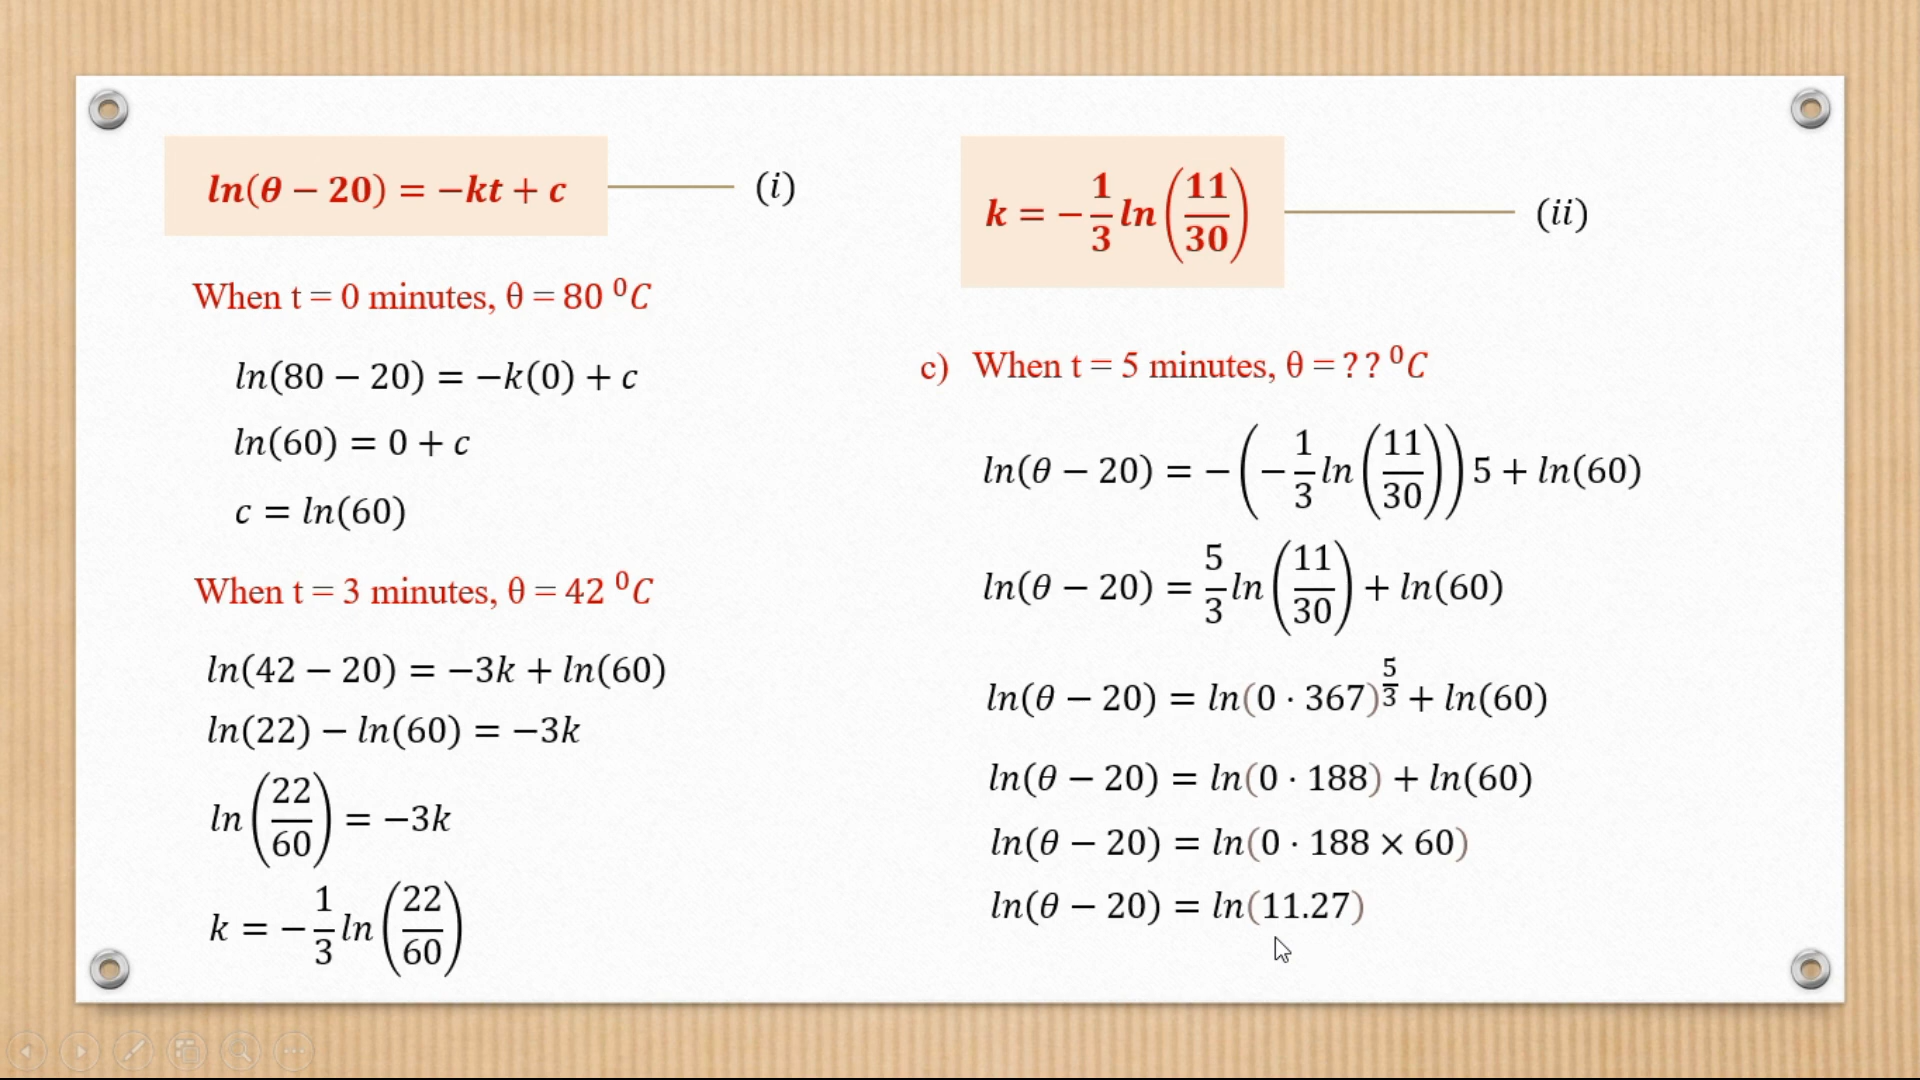 ln(θ − 20) = −kt + c (i)
When t = 0 minutes, θ = 80 ⁰C
ln(80 − 20) = −k(0) + c
ln(60) = 0 + c
c = ln(60)
When t = 3 minutes, θ = 42 ⁰C
ln(42 − 20) = −3k + ln(60)
ln(22) − ln(60) = −3k
ln(22/60) = −3k
k = −1/3 ln(22/60)
k = −1/3 ln(11/30) (ii)
c) When t = 5 minutes, θ = ? ? ⁰C
ln(θ − 20) = −(−1/3 ln(11/30)) 5 + ln(60)
ln(θ − 20) = 5/3 ln(11/30) + ln(60)
ln(θ − 20) = ln(0 · 367)^5/3 + ln(60)
ln(θ − 20) = ln(0 · 188) + ln(60)
ln(θ − 20) = ln(0 · 188 × 60)
ln(θ − 20) = ln(11.27)